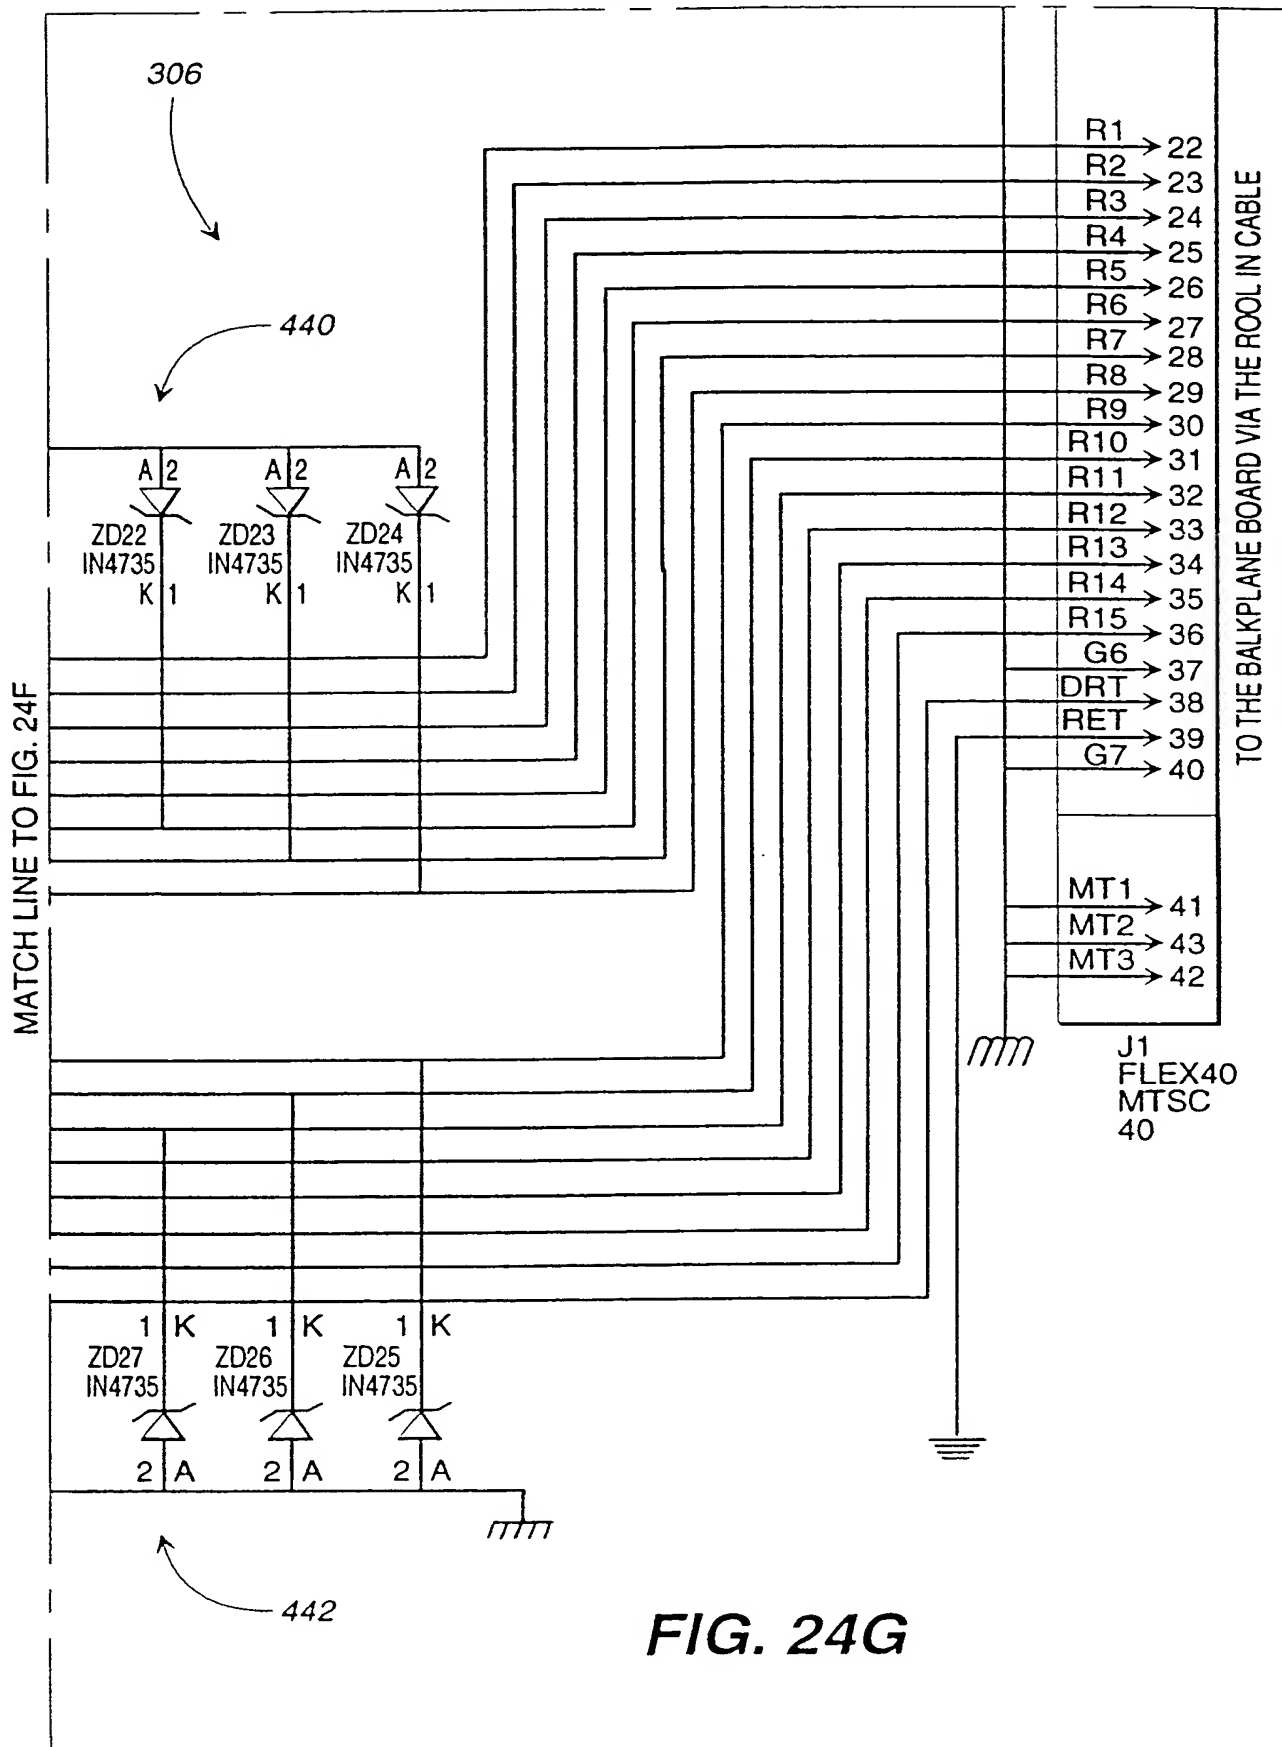 306
440
R1
22
R2
23
R3
24
R4
25
R5
26
R6
27
R7
28
R8
29
R9
30
R10
31
R11
32
R12
33
R13
34
R14
35
R15
36
G6
37
DRT
38
RET
39
G7
40
MT1
41
MT2
43
MT3
42
TO THE BALKPLANE BOARD VIA THE ROOL IN CABLE
J1
FLEX40
MTSC
40
A 2
A 2
A 2
ZD22
IN4735
ZD23
IN4735
ZD24
IN4735
K 1
K 1
K 1
MATCH LINE TO FIG. 24F
1 K
1 K
1 K
ZD27
IN4735
ZD26
IN4735
ZD25
IN4735
2 A
2 A
2 A
442
FIG. 24G